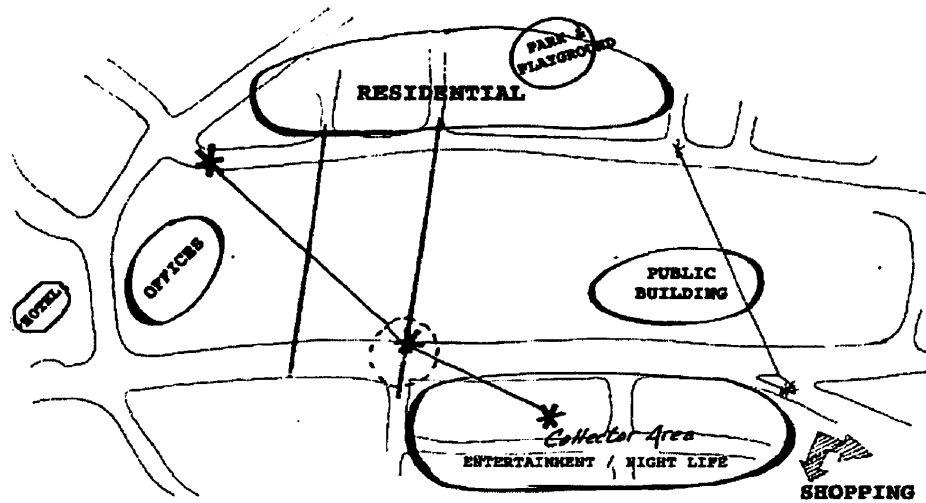 PARK &
PLAYGROUND
RESIDENTIAL
OFFICES
HOTEL
PUBLIC
BUILDING
Collector Area
ENTERTAINMENT / NIGHT LIFE
SHOPPING